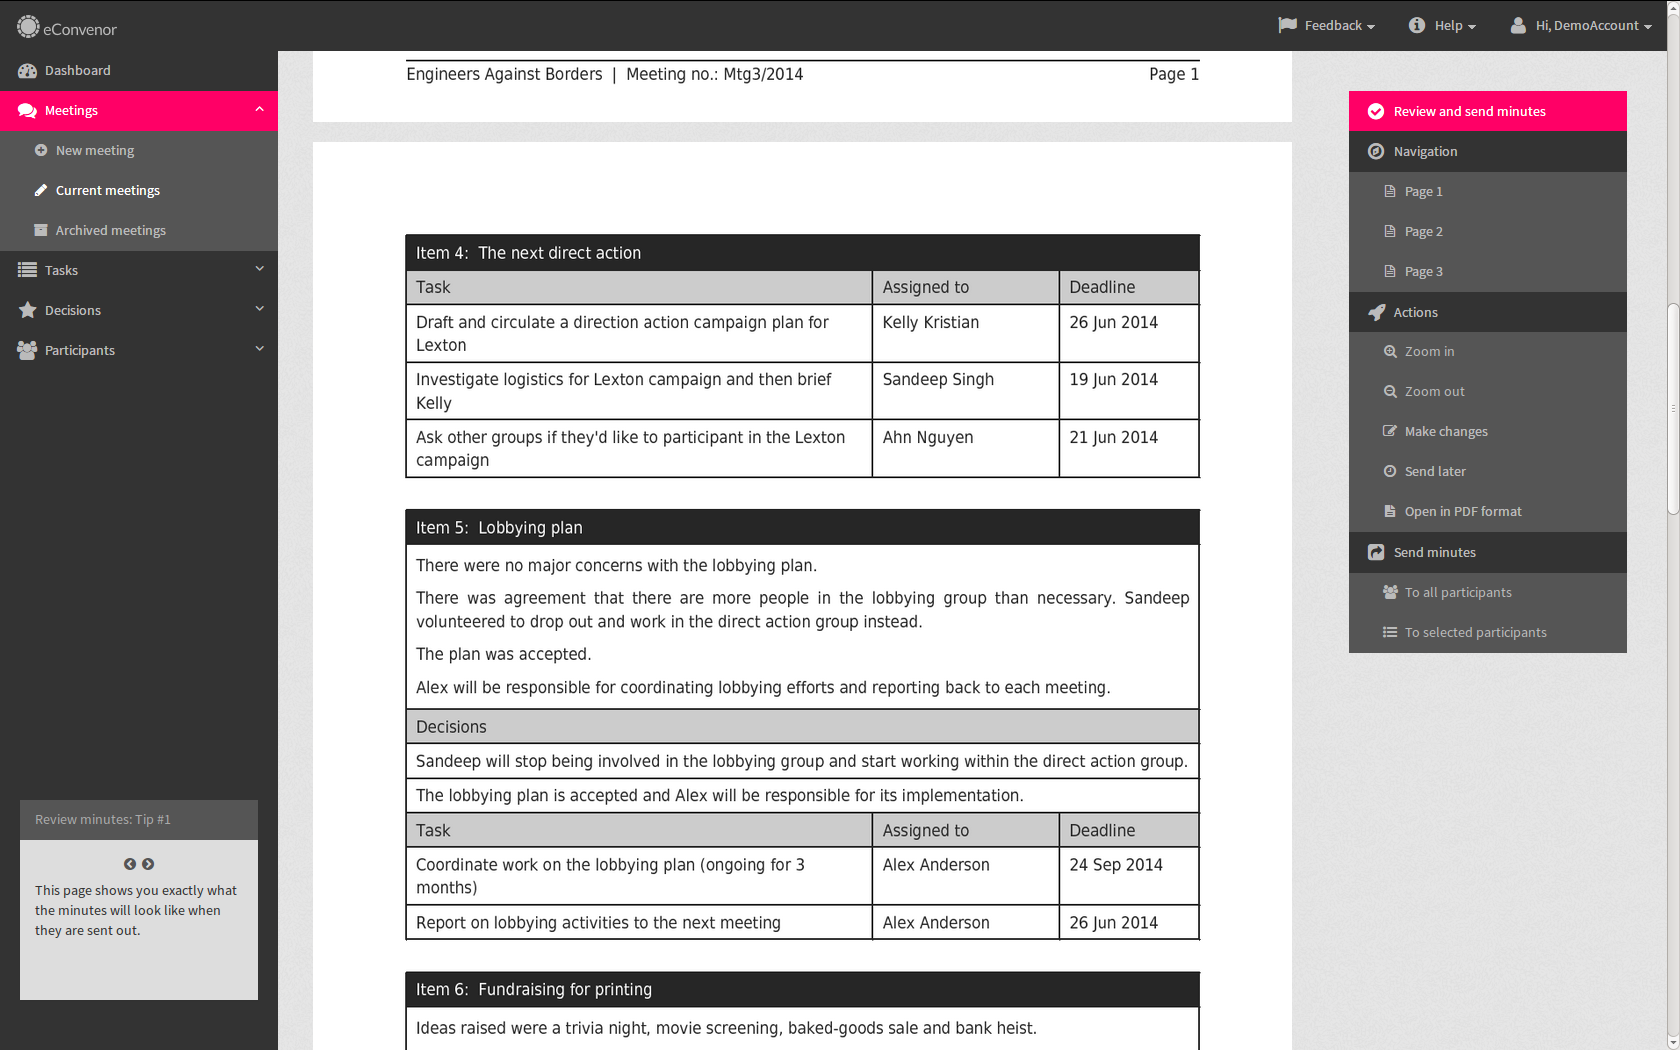 eConvenor
Feedback
Help
Hi, DemoAccount
Dashboard
Meetings
New meeting
Current meetings
Archived meetings
Tasks
Decisions
Participants
Review minutes: Tip #1
This page shows you exactly what
the minutes will look like when
they are sent out.
Engineers Against Borders | Meeting no.: Mtg3/2014 Page 1
Item 4: The next direct action
Task Assigned to Deadline
Draft and circulate a direction action campaign plan for Kelly Kristian 26 Jun 2014
Lexton
Investigate logistics for Lexton campaign and then brief Sandeep Singh 19 Jun 2014
Kelly
Ask other groups if they'd like to participant in the Lexton Ahn Nguyen 21 Jun 2014
campaign
Item 5: Lobbying plan
There were no major concerns with the lobbying plan.
There was agreement that there are more people in the lobbying group than necessary. Sandeep
volunteered to drop out and work in the direct action group instead.
The plan was accepted.
Alex will be responsible for coordinating lobbying efforts and reporting back to each meeting.
Decisions
Sandeep will stop being involved in the lobbying group and start working within the direct action group.
The lobbying plan is accepted and Alex will be responsible for its implementation.
Task Assigned to Deadline
Coordinate work on the lobbying plan (ongoing for 3 Alex Anderson 24 Sep 2014
months)
Report on lobbying activities to the next meeting Alex Anderson 26 Jun 2014
Item 6: Fundraising for printing
Ideas raised were a trivia night, movie screening, baked-goods sale and bank heist.
Review and send minutes
Navigation
Page 1
Page 2
Page 3
Actions
Zoom in
Zoom out
Make changes
Send later
Open in PDF format
Send minutes
To all participants
To selected participants